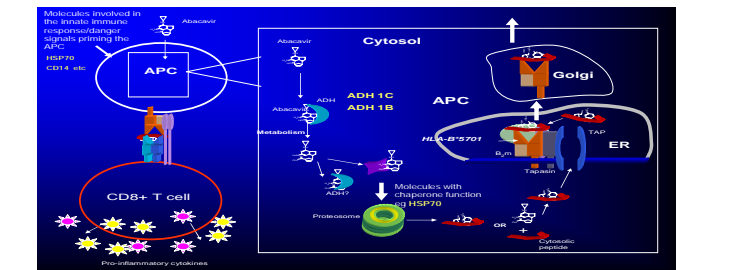 Molecules involved in
the innate immune
response/danger
signals priming the
APC
HSP70
CD14 etc
Abacavir
APC
CD8+ T cell
Pro-inflammatory cytokines
Cytosol
Abacavir
ADH 1C
ADH 1B
ADH
Abacavir
Metabolism
ADH?
Molecules with
chaperone function
eg HSP70
Proteosome
OR
+
Cytosolic
peptide
APC
Golgi
HLA-B*5701
TAP
ER
B2m
Tapasin